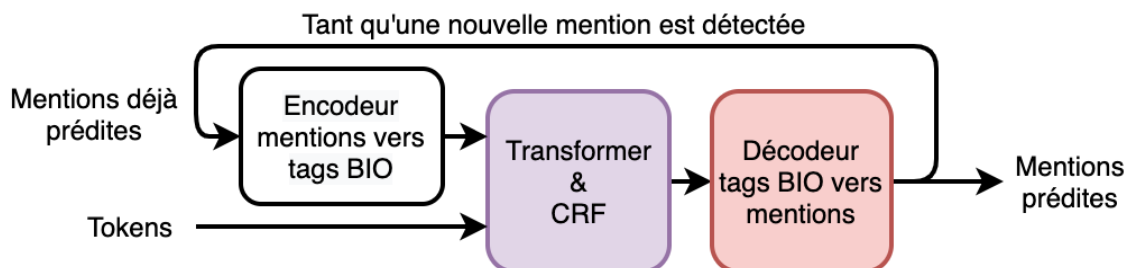 Tant qu'une nouvelle mention est détectée
Mentions déjà
prédites
Encodeur
mentions vers
tags BIO
Transformer
&
CRF
Décodeur
tags BIO vers
mentions
Mentions
prédites
Tokens